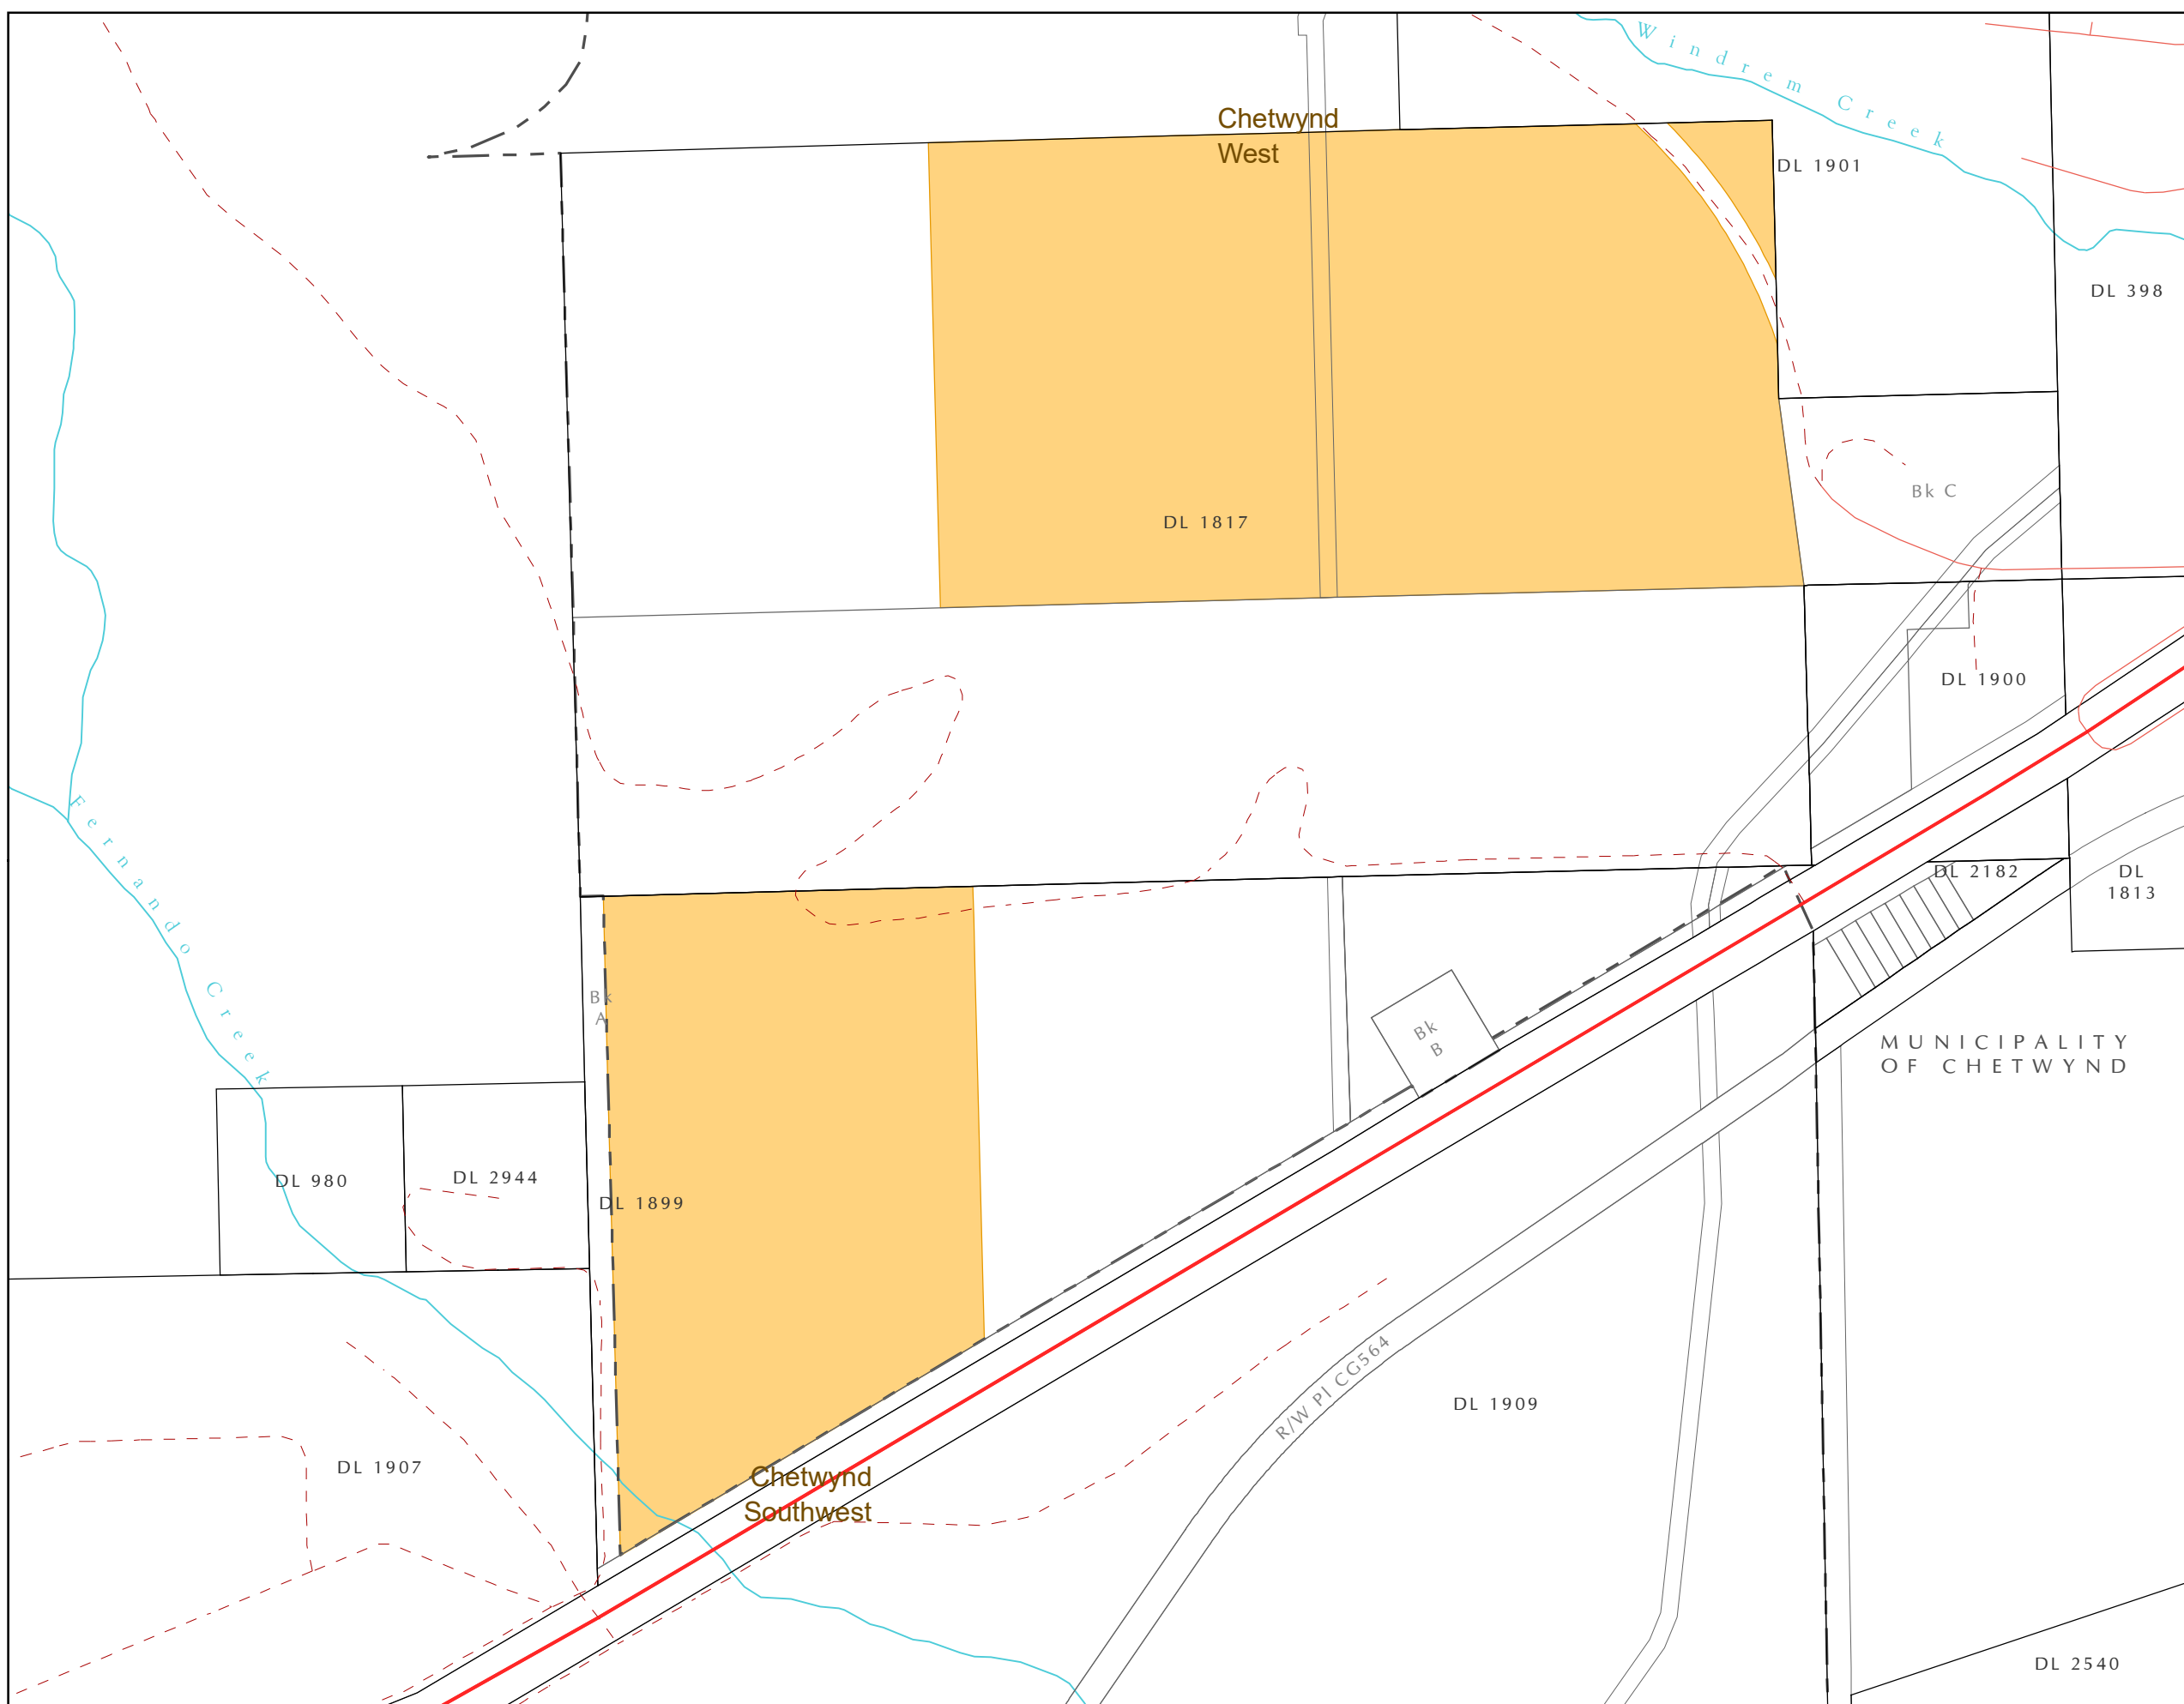 Windrem Creek
Chetwynd
West
DL 1901
DL 398
Bk C
DL 1817
DL 1900
Fernando Creek
DL 2182
DL
1813
Bk
A
Bk
B
MUNICIPALITY
OF CHETWYND
DL 980
DL 2944
DL 1899
R/W Pl CG564
DL 1909
DL 1907
Chetwynd
Southwest
DL 2540